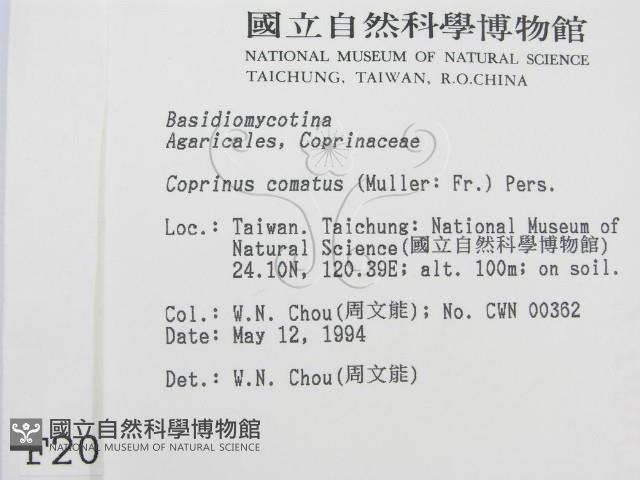 國立自然科學博物館
NATIONAL MUSEUM OF NATURAL SCIENCE
TAICHUNG, TAIWAN, R.O.CHINA
Basidiomycotina
Agaricales, Coprinaceae
Coprinus comatus (Muller: Fr.) Pers.
Loc.: Taiwan. Taichung: National Museum of
Natural Science(國立自然科學博物館)
24.10N, 120.39E; alt. 100m; on soil.
Col.: W.N. Chou(周文能); No. CWN 00362
Date: May 12, 1994
Det.: W.N. Chou(周文能)
國立自然科學博物館
NATIONAL MUSEUM OF NATURAL SCIENCE
F20